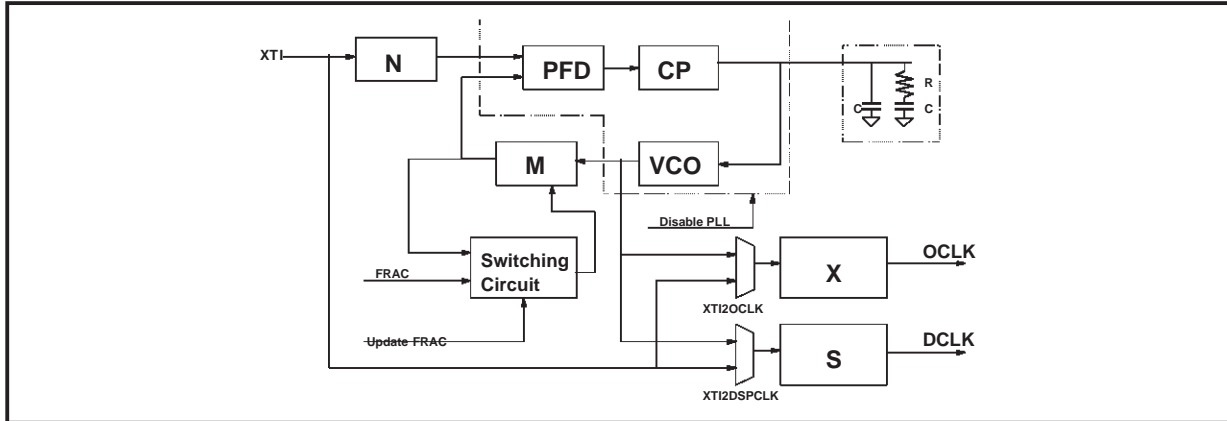 XTI
N
PFD
CP
R
C
C
M
VCO
Disable PLL
Switching
Circuit
FRAC
Update FRAC
X
OCLK
XTI2OCLK
S
DCLK
XTI2DSPCLK